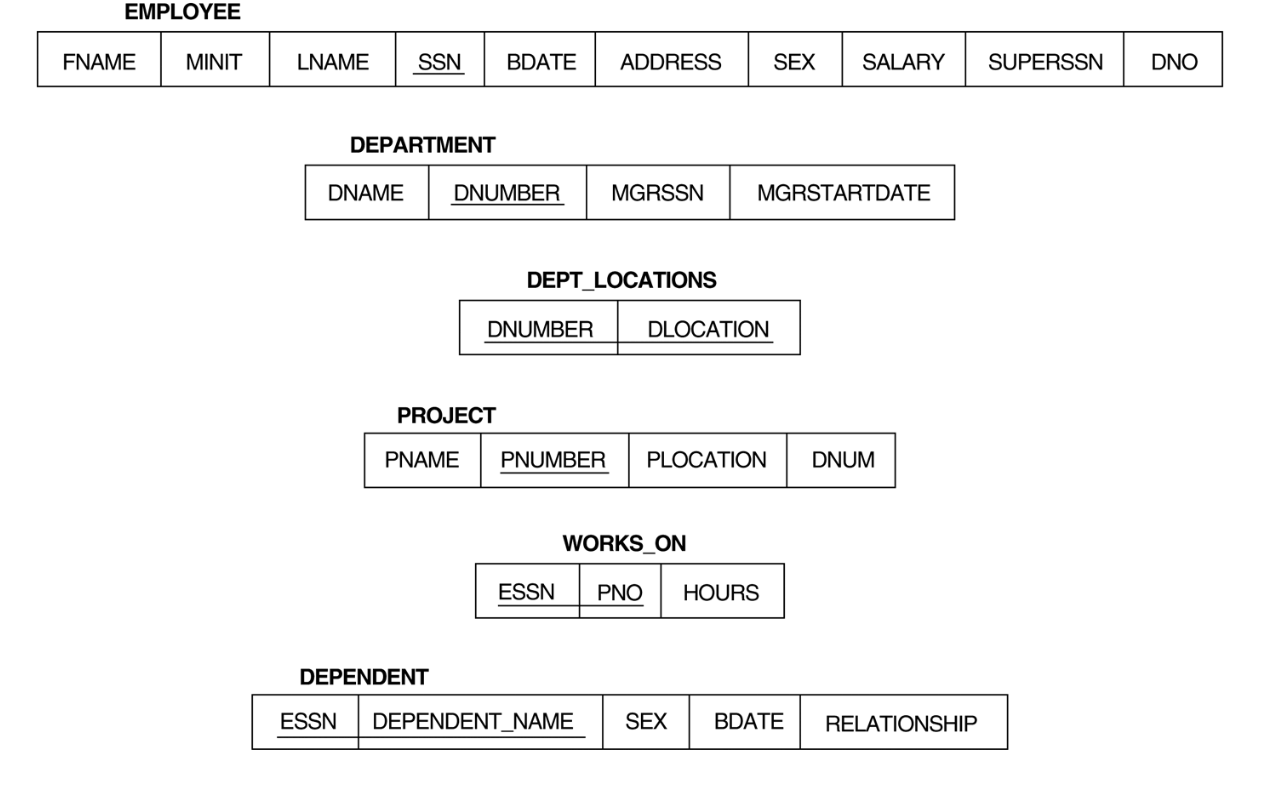 EMPLOYEE
FNAME MINIT LNAME SSN BDATE ADDRESS SEX SALARY SUPERSSN DNO
DEPARTMENT
DNAME DNUMBER MGRSSN MGRSTARTDATE
DEPT_LOCATIONS
DNUMBER DLOCATION
PROJECT
PNAME PNUMBER PLOCATION DNUM
WORKS_ON
ESSN PNO HOURS
DEPENDENT
ESSN DEPENDENT_NAME SEX BDATE RELATIONSHIP